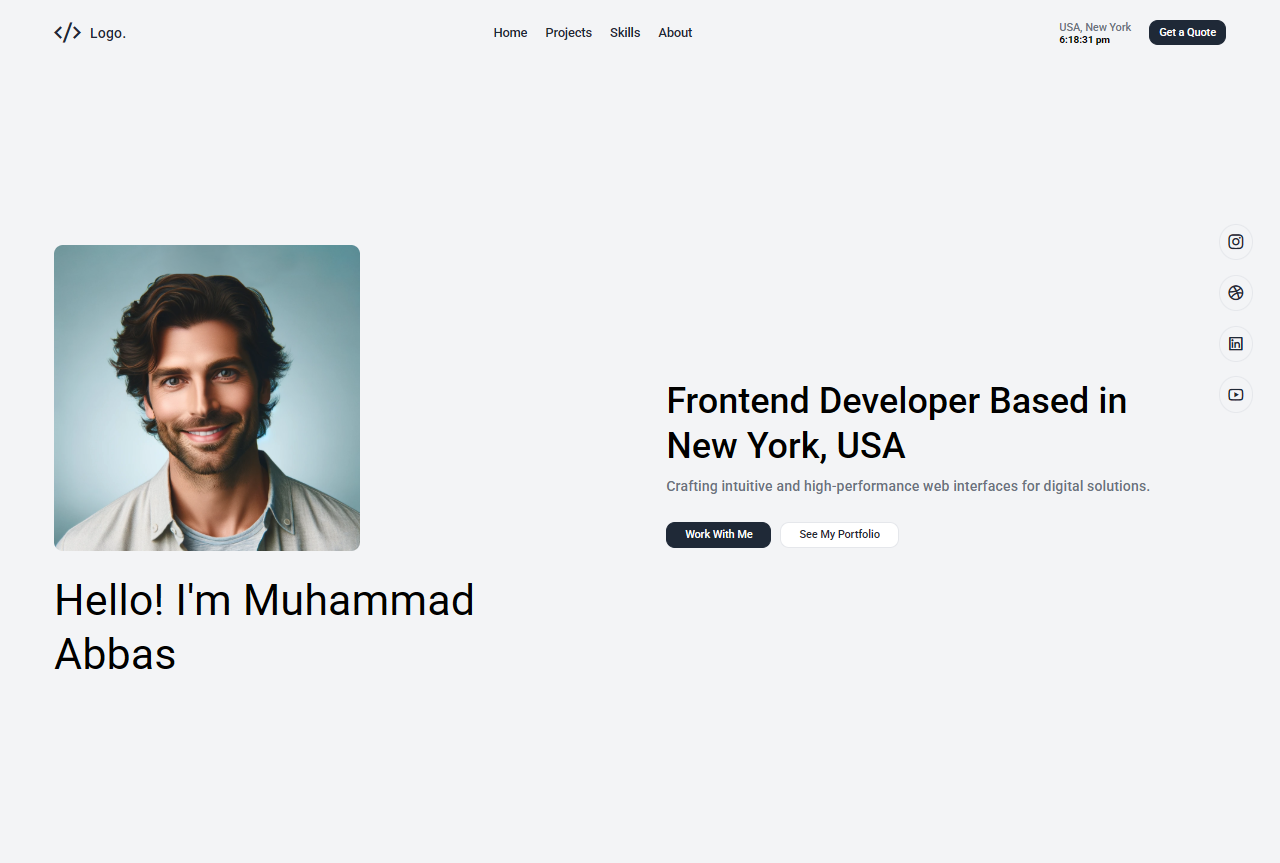 Logo.
Home Projects Skills About
USA, New York
6:18:31 pm
Get a Quote
Hello! I'm Muhammad
Abbas
Frontend Developer Based in
New York, USA
Crafting intuitive and high-performance web interfaces for digital solutions.
Work With Me See My Portfolio